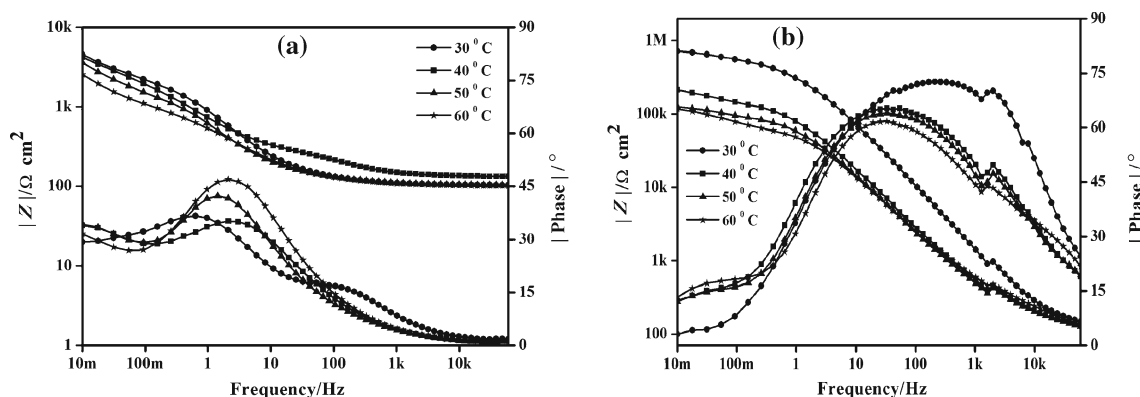 (a)
10k
1k
100
10
1
| Z |/Ω cm²
90
75
60
45
30
15
0
| Phase | /°
30 ⁰ C
40 ⁰ C
50 ⁰ C
60 ⁰ C
10m 100m 1 10 100 1k 10k
Frequency/Hz
(b)
1M
100k
10k
1k
100
| Z |/Ω cm²
90
75
60
45
30
15
0
| Phase | /°
30 ⁰ C
40 ⁰ C
50 ⁰ C
60 ⁰ C
10m 100m 1 10 100 1k 10k
Frequency/Hz